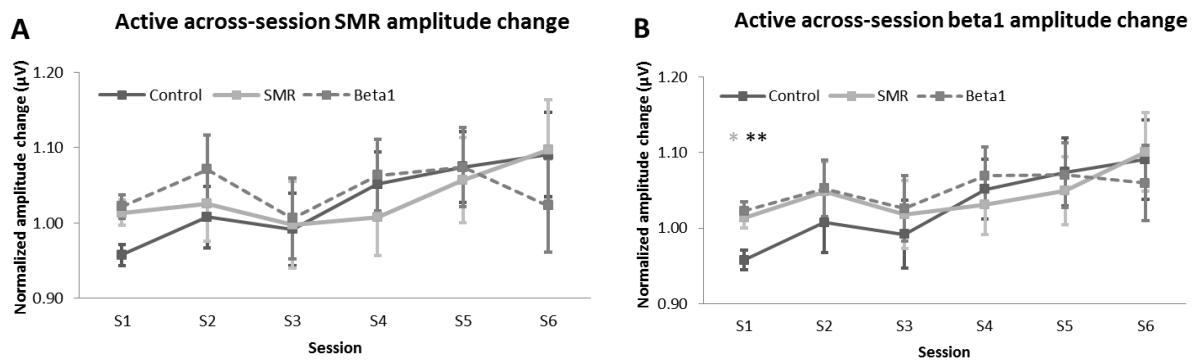 A
Active across-session SMR amplitude change
Normalized amplitude change (µV)
1.20
1.10
1.00
0.90
Control SMR Beta1
S1 S2 S3 S4 S5 S6
Session
B
Active across-session beta1 amplitude change
Normalized amplitude change (µV)
1.20
1.10
1.00
0.90
Control SMR Beta1
* **
S1 S2 S3 S4 S5 S6
Session